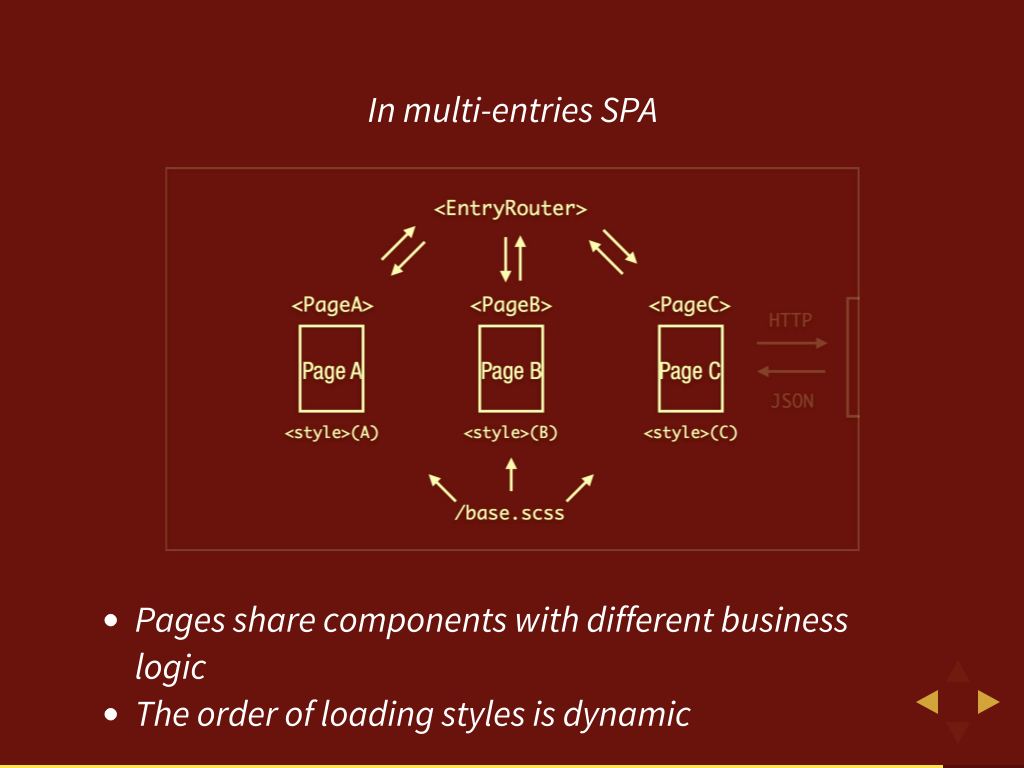 In multi-entries SPA
<EntryRouter>
<PageA> <PageB> <PageC>
HTTP
Page A Page B Page C
JSON
<style>(A) <style>(B) <style>(C)
/base.scss
• Pages share components with different business
logic
• The order of loading styles is dynamic